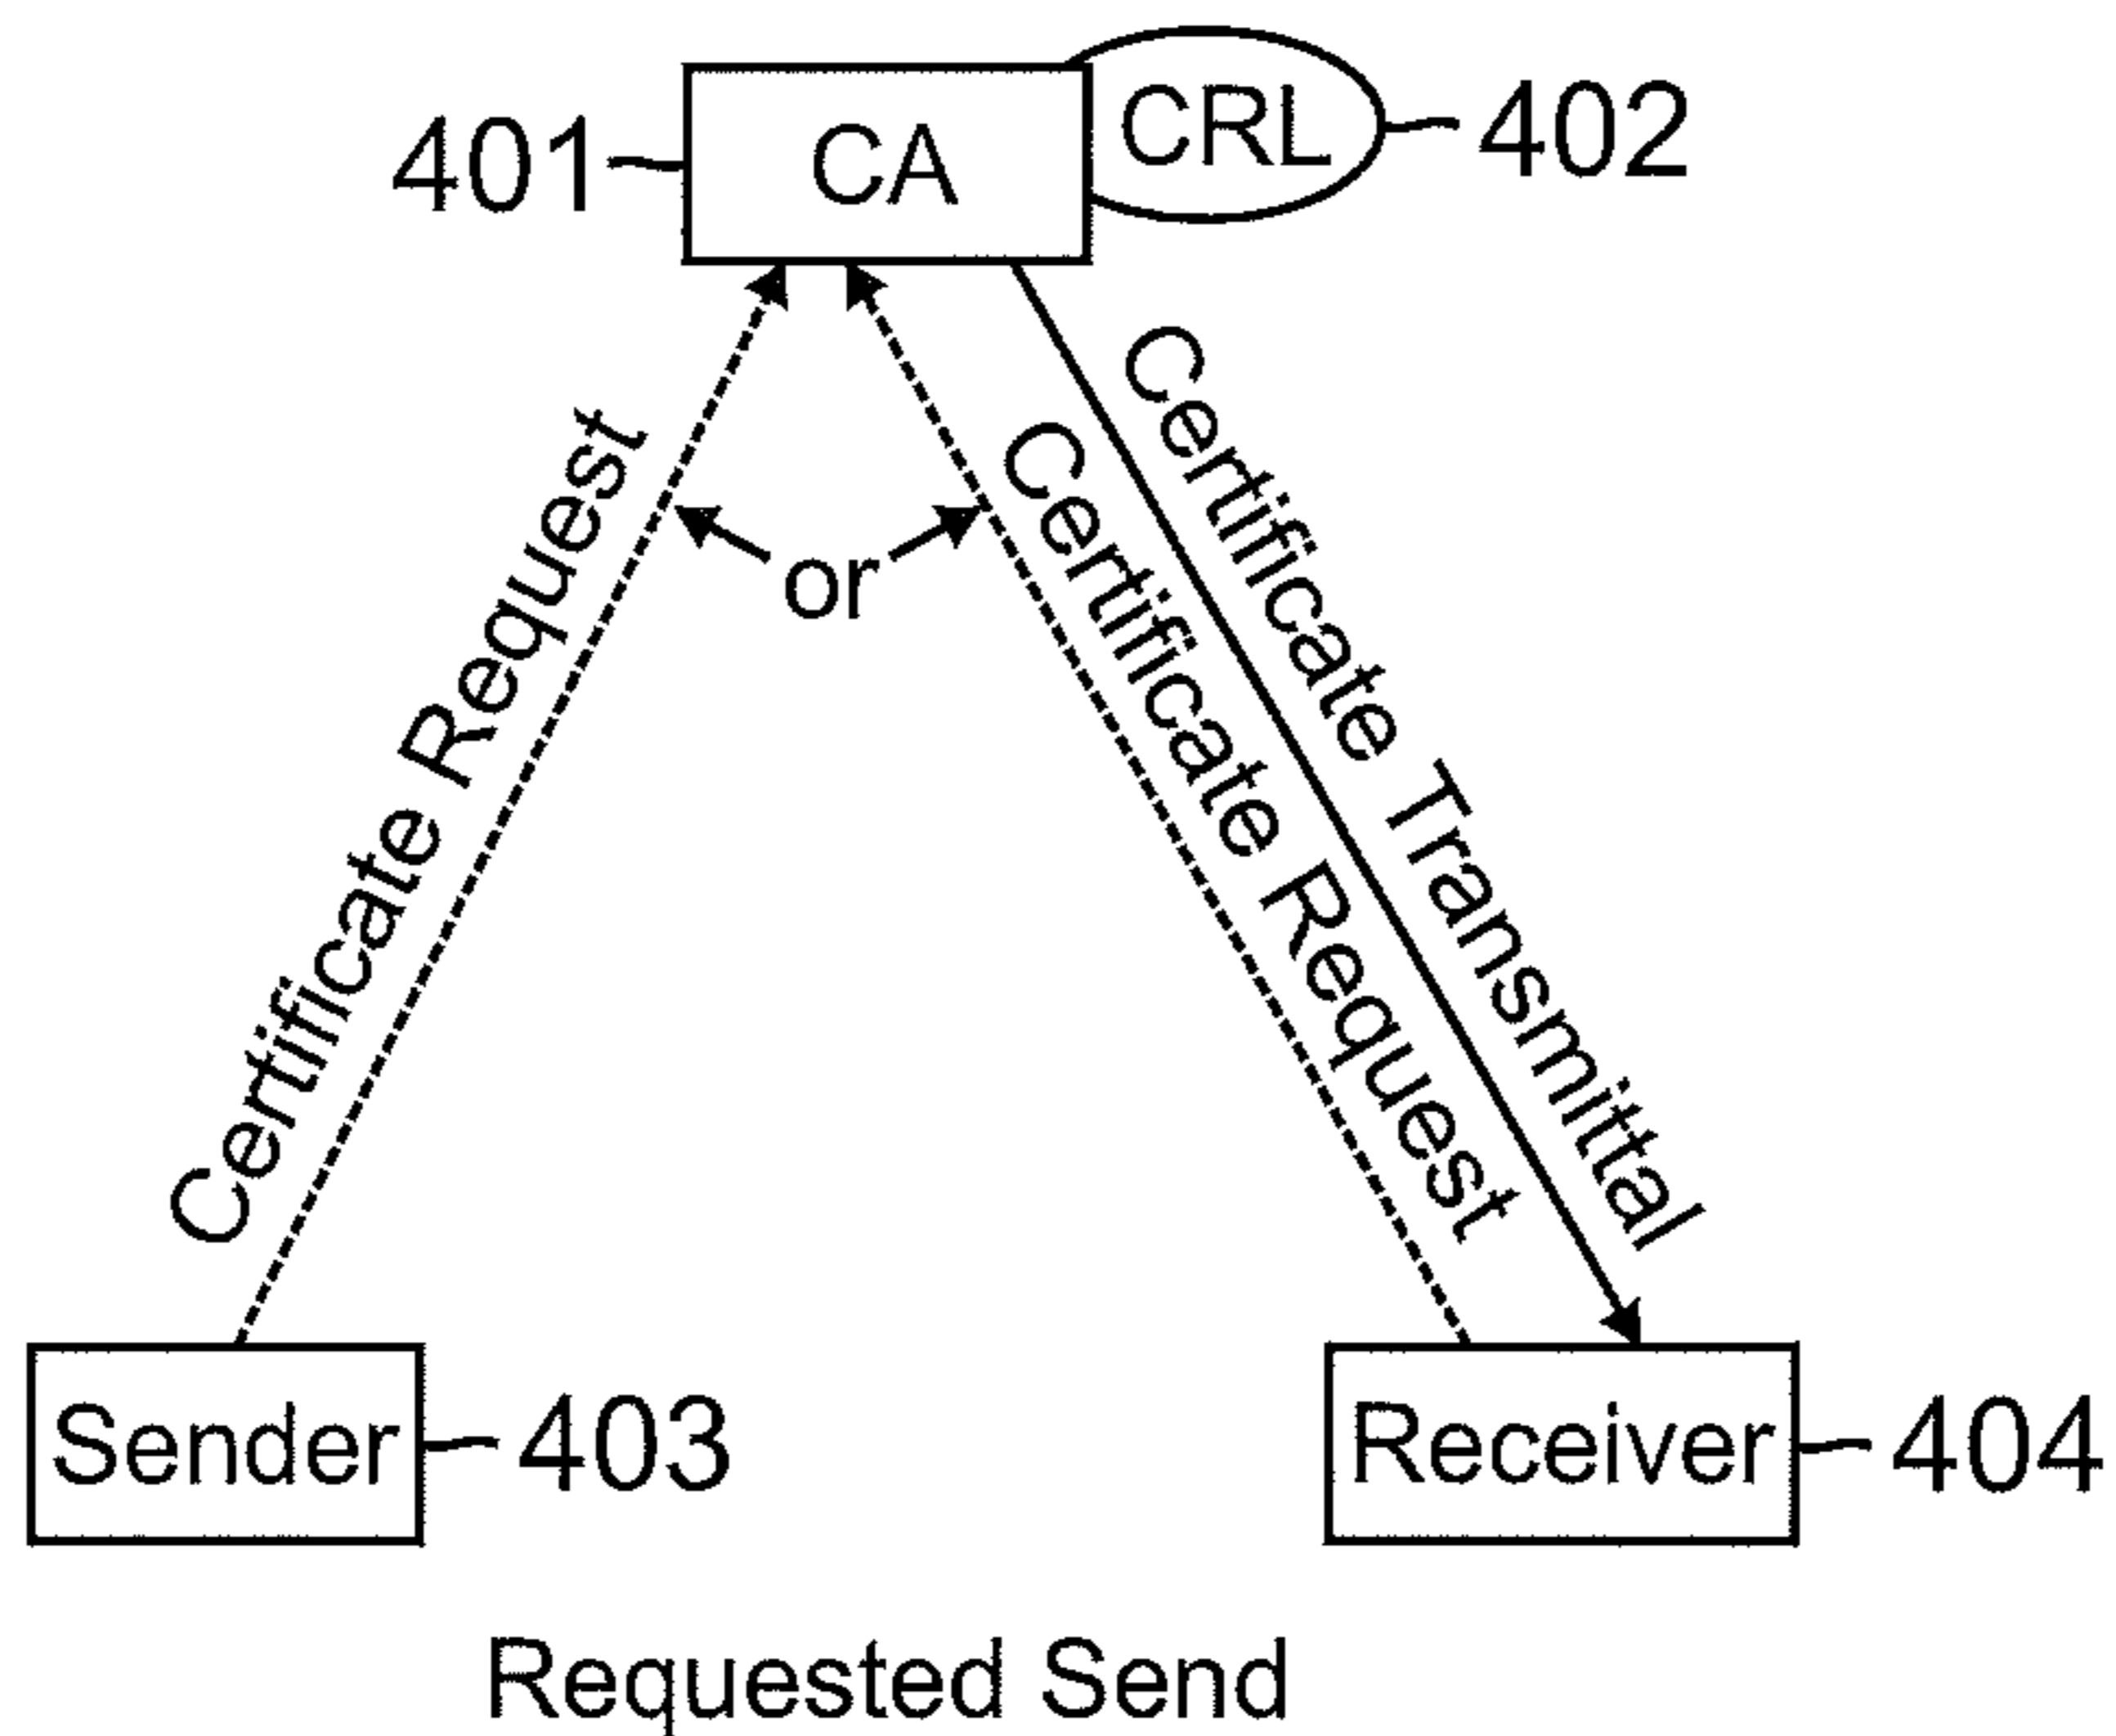 401
CA
CRL
402
Certificate Request
or
Certificate Request
Certificate Transmittal
Sender
403
Receiver
404
Requested Send